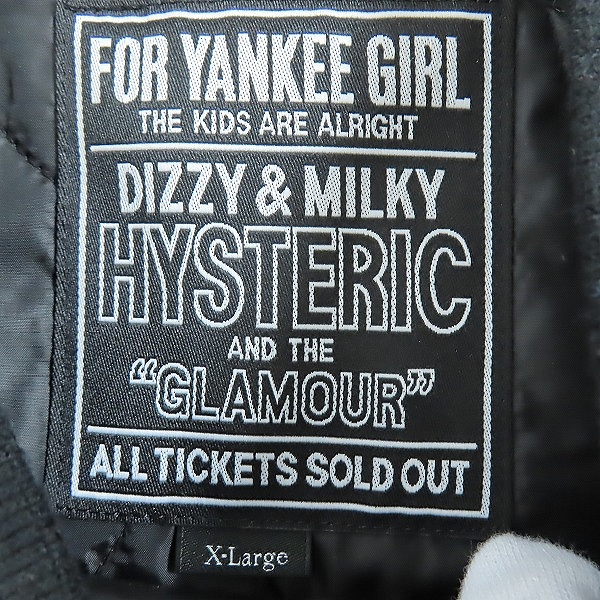 FOR YANKEE GIRL
THE KIDS ARE ALRIGHT
DIZZY & MILKY
HYSTERIC
AND THE
“GLAMOUR”
ALL TICKETS SOLD OUT
X-Large